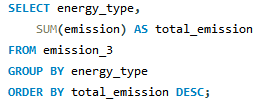 SELECT energy_type,
SUM(emission) AS total_emission
FROM emission_3
GROUP BY energy_type
ORDER BY total_emission DESC;